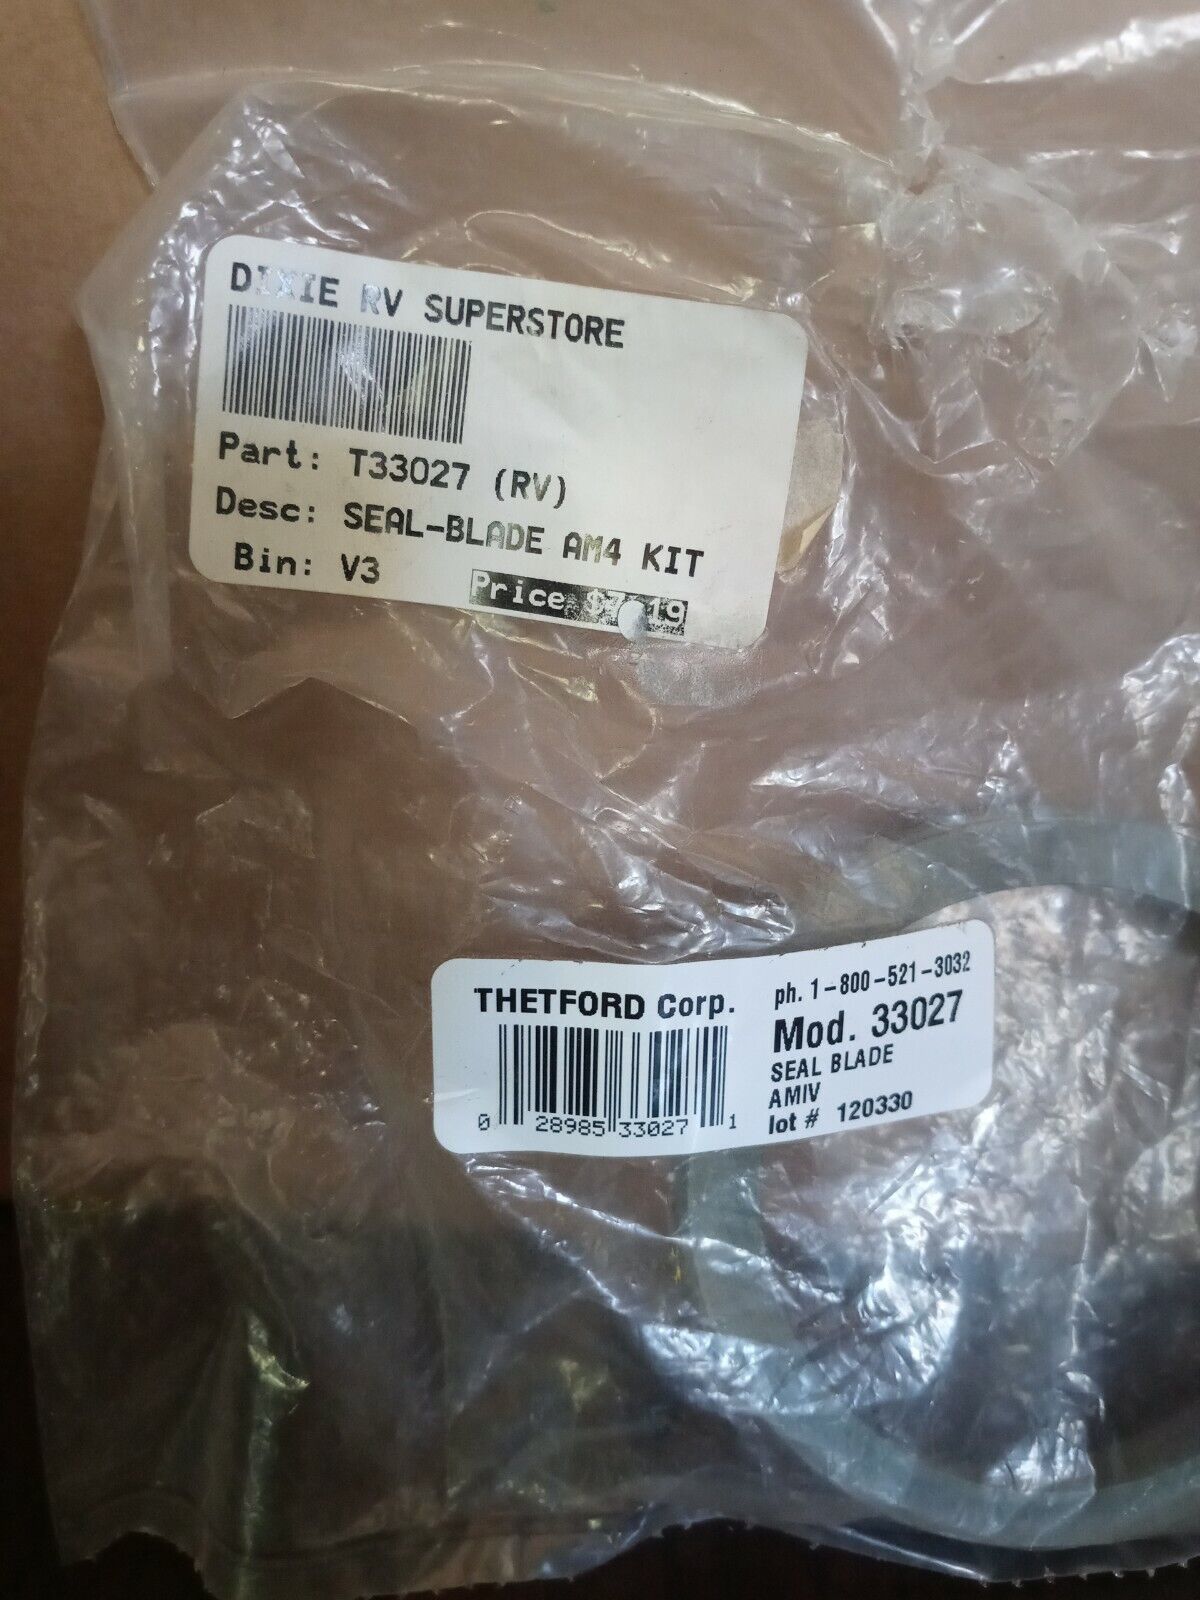 DIXIE RV SUPERSTORE
Part: T33027 (RV)
Desc: SEAL-BLADE AM4 KIT
Bin: V3
Price
THETFORD Corp.
0 28985 33027 1
ph. 1-800-521-3032
Mod. 33027
SEAL BLADE
AMIV
lot # 120330